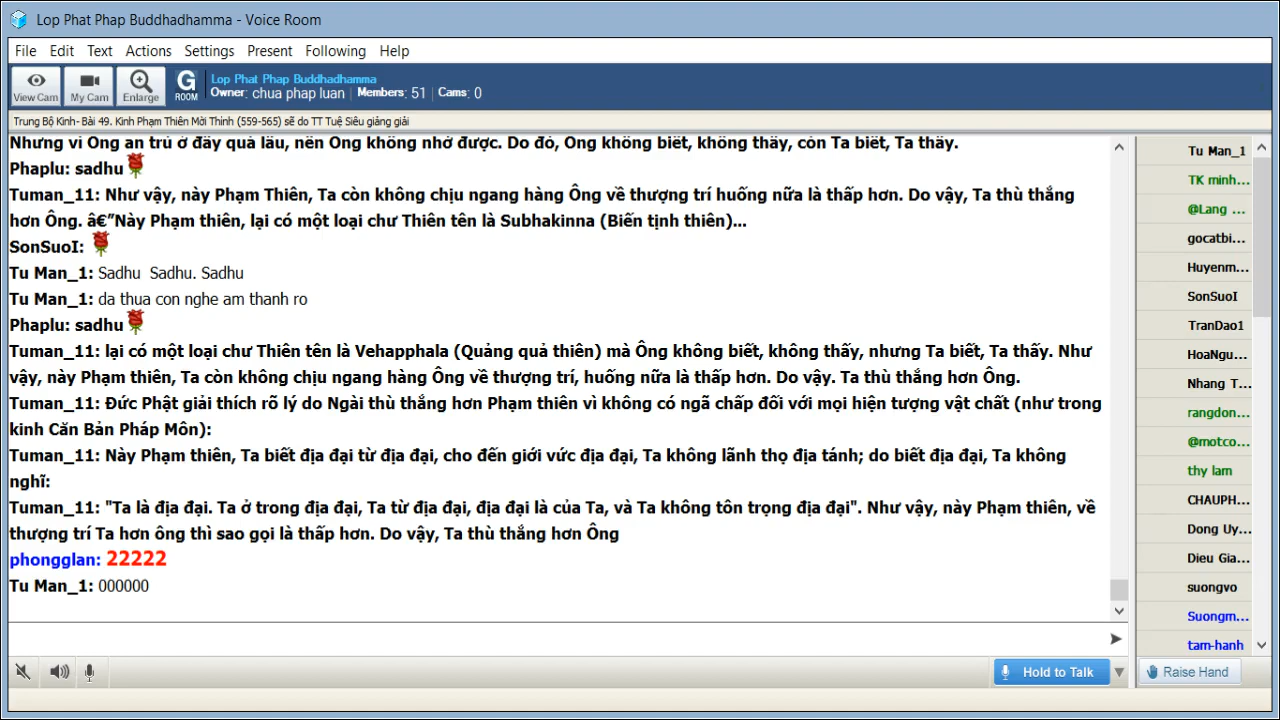 Lop Phat Phap Buddhadhamma - Voice Room
File Edit Text Actions Settings Present Following Help
View Cam My Cam Enlarge G ROOM
Lop Phat Phap Buddhadhamma
Owner: chua phap luan Members: 51 Cams: 0
Trung Bộ Kinh- Bài 49. Kinh Phạm Thiên Mời Thỉnh (559-565) sẽ do TT Tuệ Siêu giảng giải
Nhưng vì Ông an trú ở đây quá lâu, nên Ông không nhớ được. Do đó, Ông không biết, không thấy, còn Ta biết, Ta thấy.
Phaplu: sadhu
Tuman_11: Như vậy, này Phạm Thiên, Ta còn không chịu ngang hàng Ông về thượng trí huống nữa là thấp hơn. Do vậy, Ta thù thắng
hơn Ông. â€”Này Phạm thiên, lại có một loại chư Thiên tên là Subhakinna (Biến tịnh thiên)...
SonSuoI:
Tu Man_1: Sadhu Sadhu. Sadhu
Tu Man_1: da thua con nghe am thanh ro
Phaplu: sadhu
Tuman_11: lại có một loại chư Thiên tên là Vehapphala (Quảng quả thiên) mà Ông không biết, không thấy, nhưng Ta biết, Ta thấy. Như
vậy, này Phạm thiên, Ta còn không chịu ngang hàng Ông về thượng trí, huống nữa là thấp hơn. Do vậy. Ta thù thắng hơn Ông.
Tuman_11: Đức Phật giải thích rõ lý do Ngài thù thắng hơn Phạm thiên vì không có ngã chấp đối với mọi hiện tượng vật chất (như trong
kinh Căn Bản Pháp Môn):
Tuman_11: Này Phạm thiên, Ta biết địa đại từ địa đại, cho đến giới vức địa đại, Ta không lãnh thọ địa tánh; do biết địa đại, Ta không
nghĩ:
Tuman_11: "Ta là địa đại. Ta ở trong địa đại, Ta từ địa đại, địa đại là của Ta, và Ta không tôn trọng địa đại". Như vậy, này Phạm thiên, về
thượng trí Ta hơn ông thì sao gọi là thấp hơn. Do vậy, Ta thù thắng hơn Ông
phongglan: 22222
Tu Man_1: 000000
Tu Man_1
TK minh...
@Lang ...
gocatbi...
Huyenm...
SonSuoI
TranDao1
HoaNgu...
Nhang T...
rangdon...
@motco...
thy lam
CHAUPH...
Dong Uy...
Dieu Gia...
suongvo
Suongm...
tam-hanh
Hold to Talk
Raise Hand